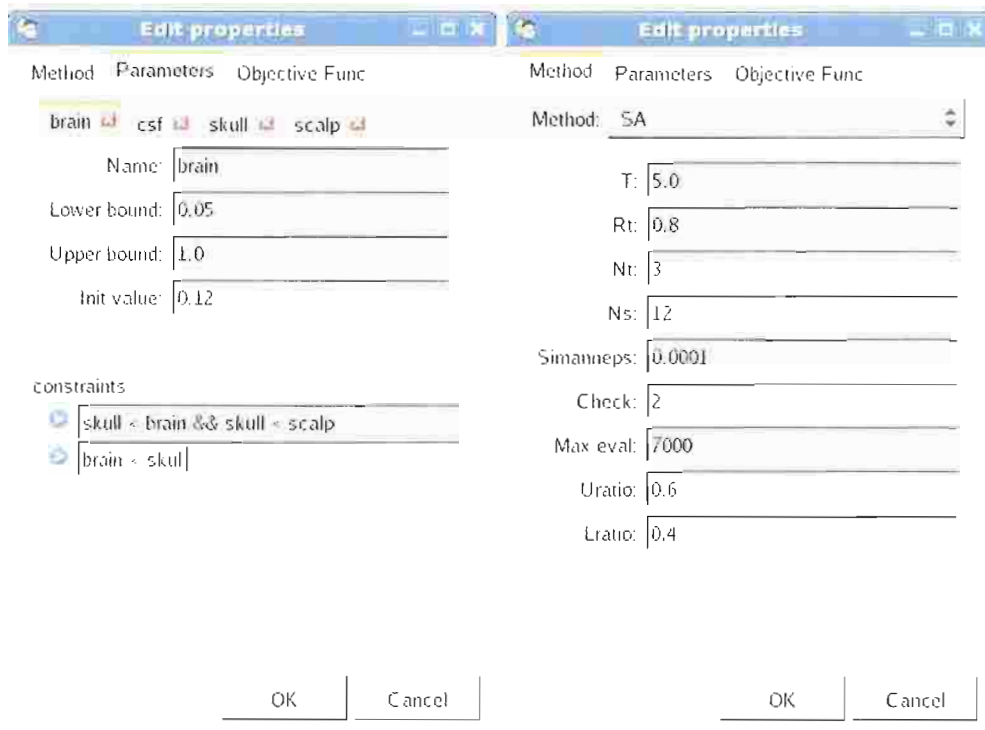 Edit properties
Method Parameters Objective Func
brain csf skull scalp
Name: brain
Lower bound: 0.05
Upper bound: 1.0
Init value: 0.12
constraints
skull < brain && skull < scalp
brain < skul
OK Cancel
Edit properties
Method Parameters Objective Func
Method: SA
T: 5.0
Rt: 0.8
Nt: 3
Ns: 12
Simanneps: 0.0001
Check: 2
Max eval: 7000
Uratio: 0.6
Lratio: 0.4
OK Cancel